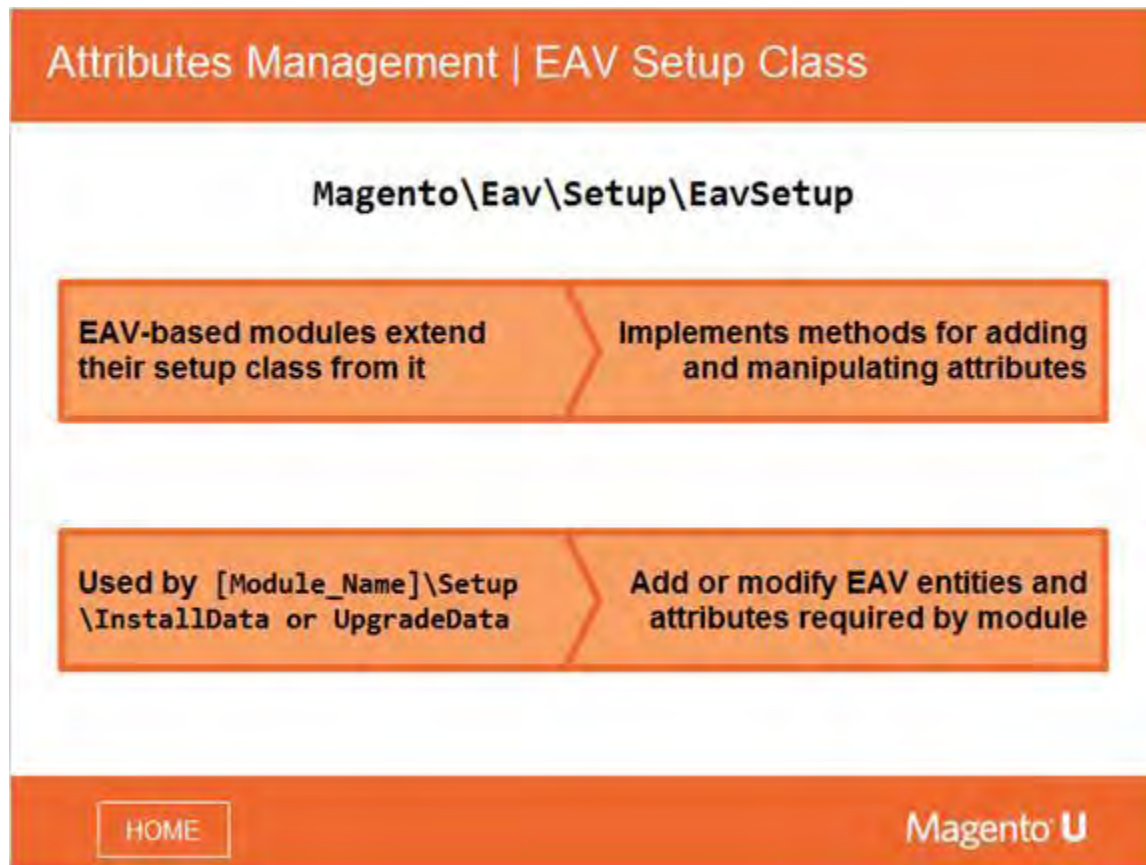 Attributes Management | EAV Setup Class
Magento\Eav\Setup\EavSetup
EAV-based modules extend
their setup class from it
Implements methods for adding
and manipulating attributes
Used by [Module_Name]\Setup
\InstallData or UpgradeData
Add or modify EAV entities and
attributes required by module
HOME
Magento U